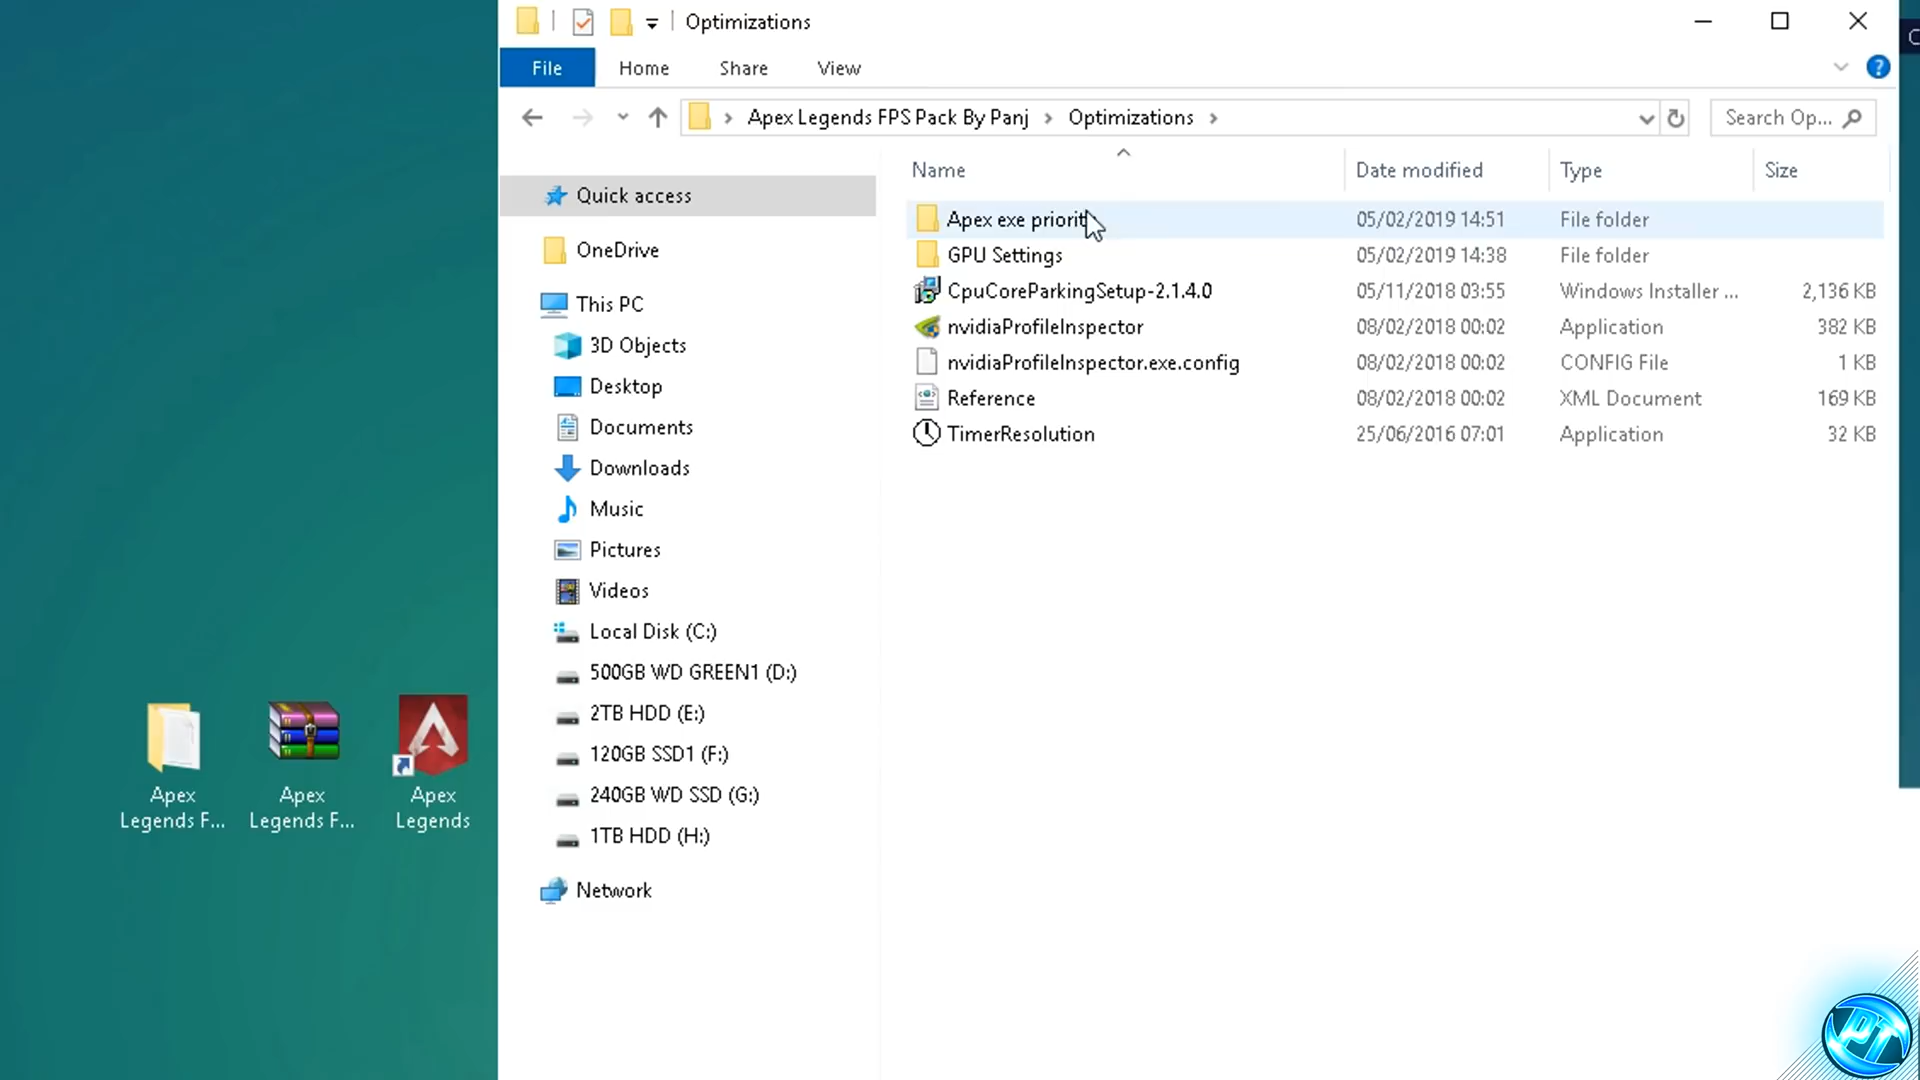 Optimizations
File Home Share View
Apex Legends FPS Pack By Panj Optimizations Search Op...
Name Date modified Type Size
Quick access
OneDrive
This PC
3D Objects
Desktop
Documents
Downloads
Music
Pictures
Videos
Local Disk (C:)
500GB WD GREEN1 (D:)
2TB HDD (E:)
120GB SSD1 (F:)
240GB WD SSD (G:)
1TB HDD (H:)
Network
Apex exe priorit 05/02/2019 14:51 File folder
GPU Settings 05/02/2019 14:38 File folder
CpuCoreParkingSetup-2.1.4.0 05/11/2018 03:55 Windows Installer ... 2,136 KB
nvidiaProfileInspector 08/02/2018 00:02 Application 382 KB
nvidiaProfileInspector.exe.config 08/02/2018 00:02 CONFIG File 1 KB
Reference 08/02/2018 00:02 XML Document 169 KB
TimerResolution 25/06/2016 07:01 Application 32 KB
Apex
Legends F...
Apex
Legends F...
Apex
Legends
PT